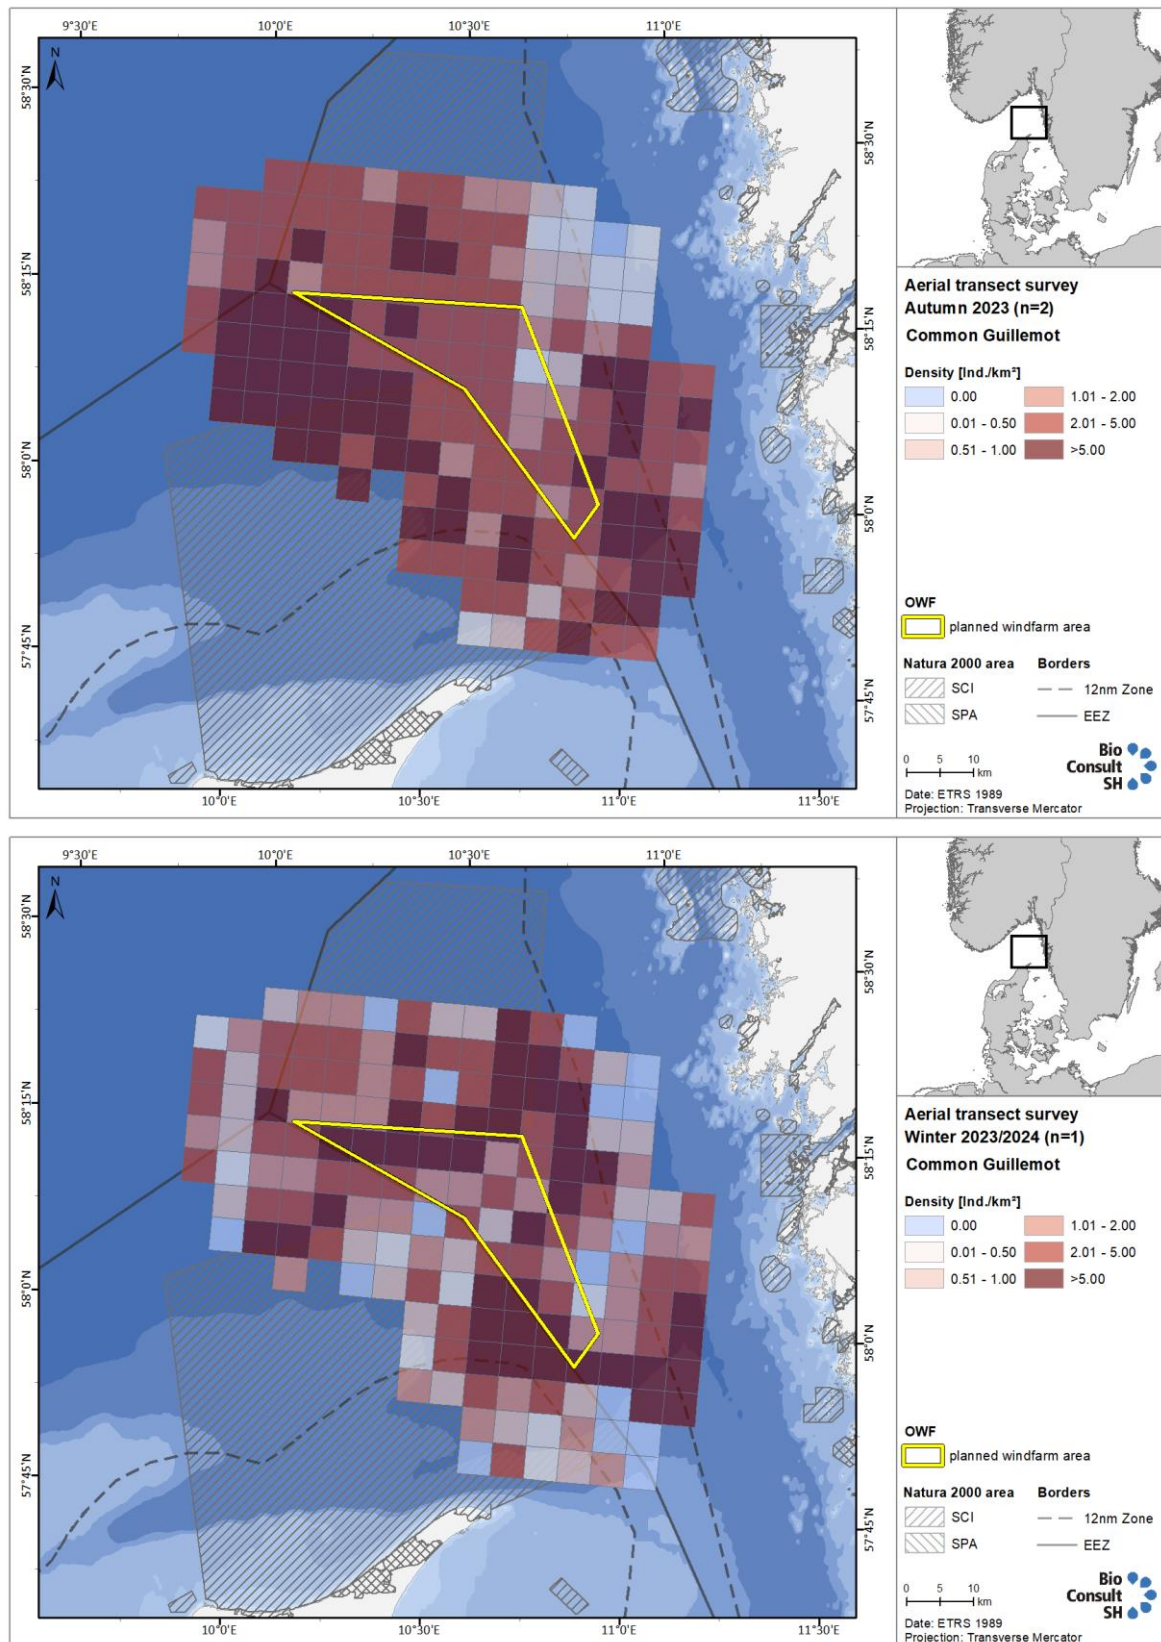 9°30'E 10°0'E 10°30'E 11°0'E
N
58°30'N
58°15'N
58°0'N
57°45'N
58°30'N
58°15'N
58°0'N
57°45'N
10°0'E 10°30'E 11°0'E 11°30'E
Aerial transect survey
Autumn 2023 (n=2)
Common Guillemot
Density [Ind./km²]
0.00 1.01 - 2.00
0.01 - 0.50 2.01 - 5.00
0.51 - 1.00 >5.00
OWF
planned windfarm area
Natura 2000 area Borders
SCI 12nm Zone
SPA EEZ
0 5 10
km
Bio
Consult
SH
Date: ETRS 1989
Projection: Transverse Mercator
9°30'E 10°0'E 10°30'E 11°0'E
N
58°30'N
58°15'N
58°0'N
57°45'N
58°30'N
58°15'N
58°0'N
57°45'N
10°0'E 10°30'E 11°0'E 11°30'E
Aerial transect survey
Winter 2023/2024 (n=1)
Common Guillemot
Density [Ind./km²]
0.00 1.01 - 2.00
0.01 - 0.50 2.01 - 5.00
0.51 - 1.00 >5.00
OWF
planned windfarm area
Natura 2000 area Borders
SCI 12nm Zone
SPA EEZ
0 5 10
km
Bio
Consult
SH
Date: ETRS 1989
Projection: Transverse Mercator